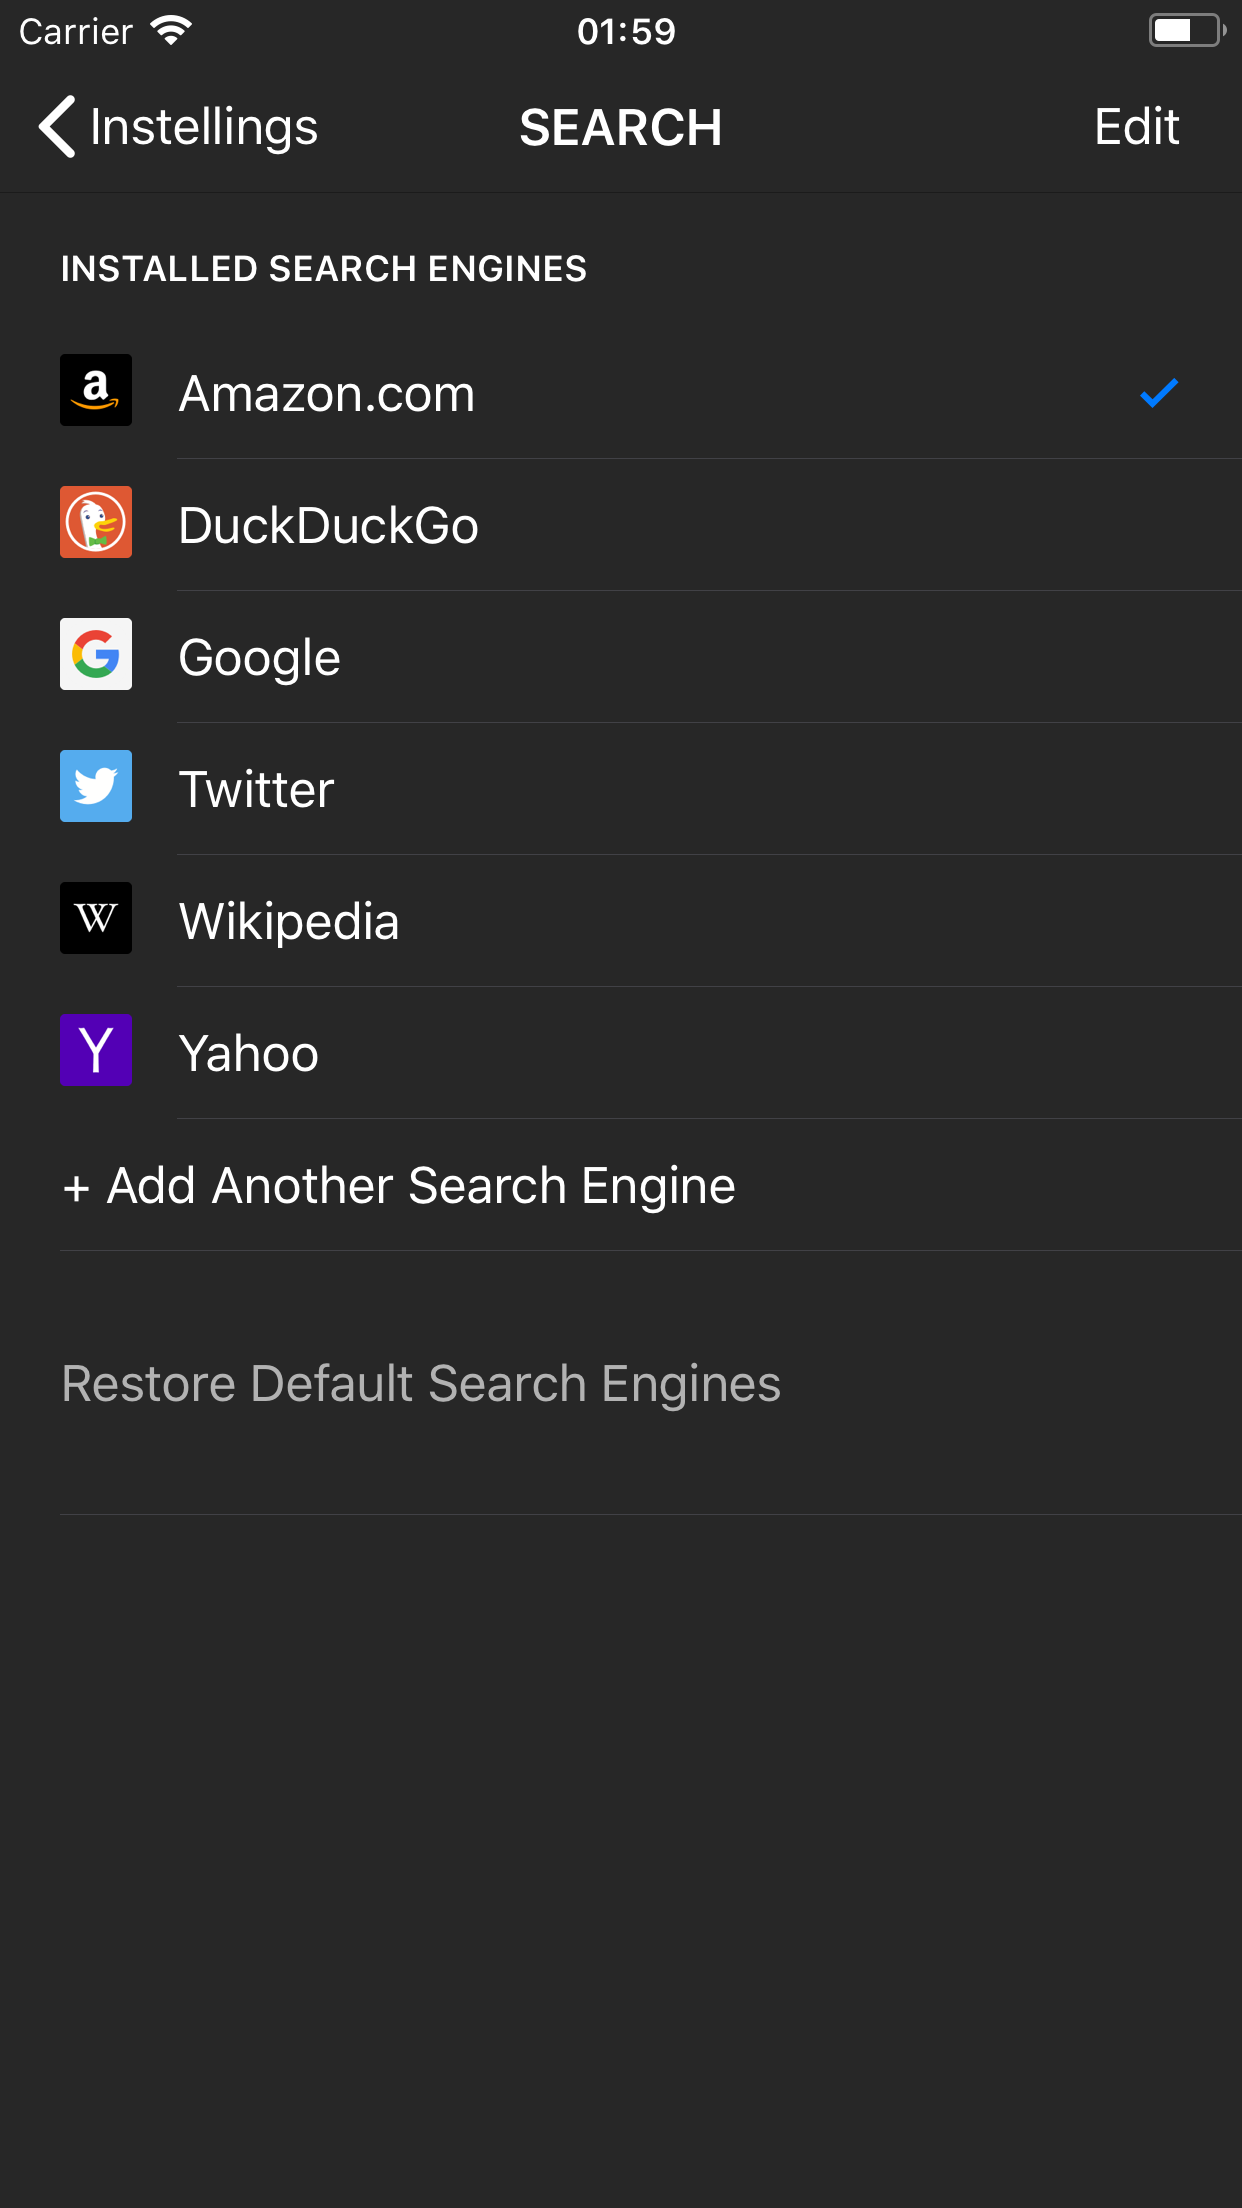 Carrier 01:59
Instellings SEARCH Edit
INSTALLED SEARCH ENGINES
a Amazon.com
DuckDuckGo
G Google
Twitter
W Wikipedia
Y Yahoo
+ Add Another Search Engine
Restore Default Search Engines